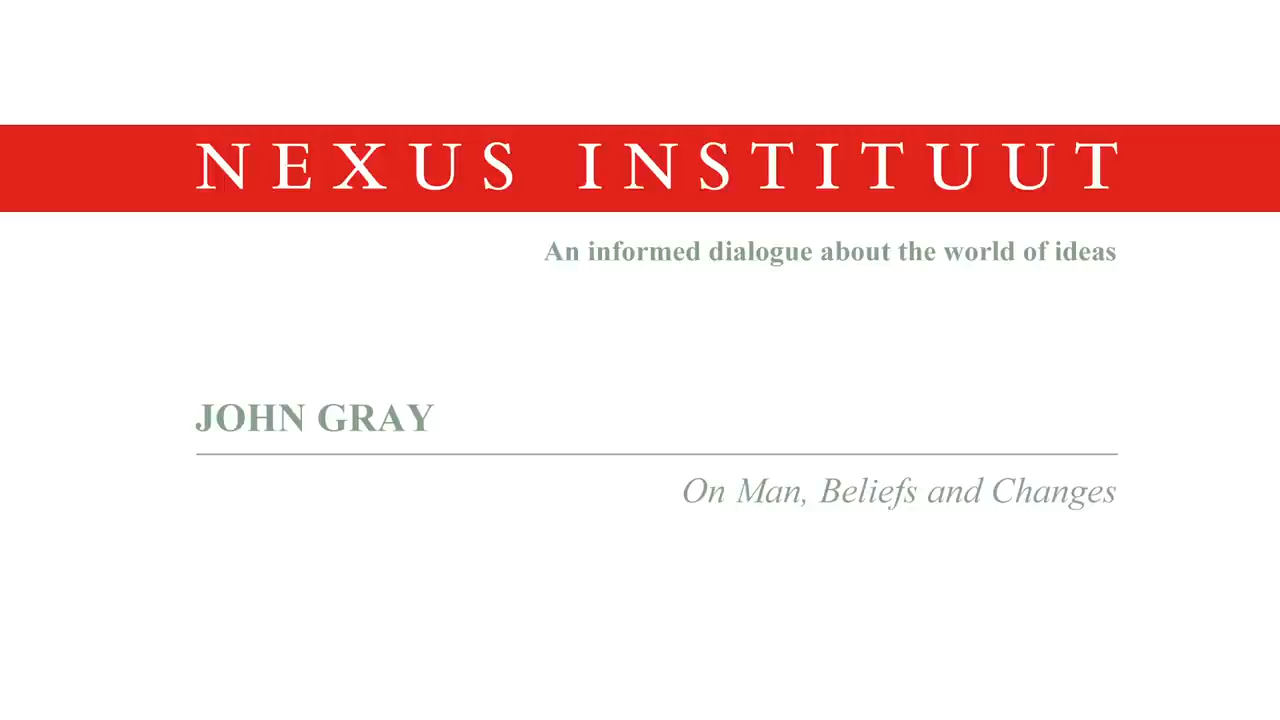 NEXUS INSTITUUT
An informed dialogue about the world of ideas
JOHN GRAY
On Man, Beliefs and Changes